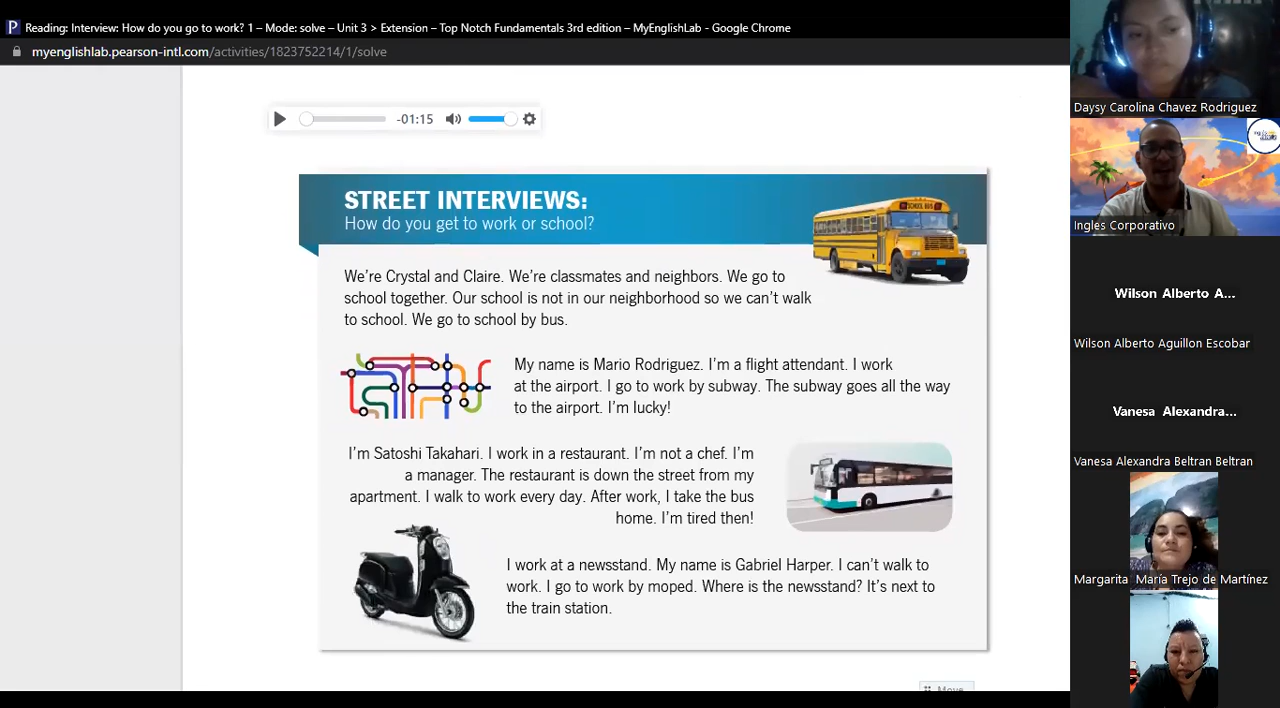 Reading: Interview: How do you go to work? 1 – Mode: solve – Unit 3 > Extension – Top Notch Fundamentals 3rd edition – MyEnglishLab - Google Chrome
myenglishlab.pearson-intl.com/activities/1823752214/1/solve
-01:15
STREET INTERVIEWS:
How do you get to work or school?
SCHOOL BUS
We're Crystal and Claire. We're classmates and neighbors. We go to
school together. Our school is not in our neighborhood so we can't walk
to school. We go to school by bus.
My name is Mario Rodriguez. I'm a flight attendant. I work
at the airport. I go to work by subway. The subway goes all the way
to the airport. I'm lucky!
I'm Satoshi Takahari. I work in a restaurant. I'm not a chef. I'm
a manager. The restaurant is down the street from my
apartment. I walk to work every day. After work, I take the bus
home. I'm tired then!
I work at a newsstand. My name is Gabriel Harper. I can't walk to
work. I go to work by moped. Where is the newsstand? It's next to
the train station.
Move
Daysy Carolina Chavez Rodriguez
Ingles Corporativo
Wilson Alberto A...
Wilson Alberto Aguillon Escobar
Vanesa Alexandra...
Vanesa Alexandra Beltran Beltran
Margarita María Trejo de Martínez